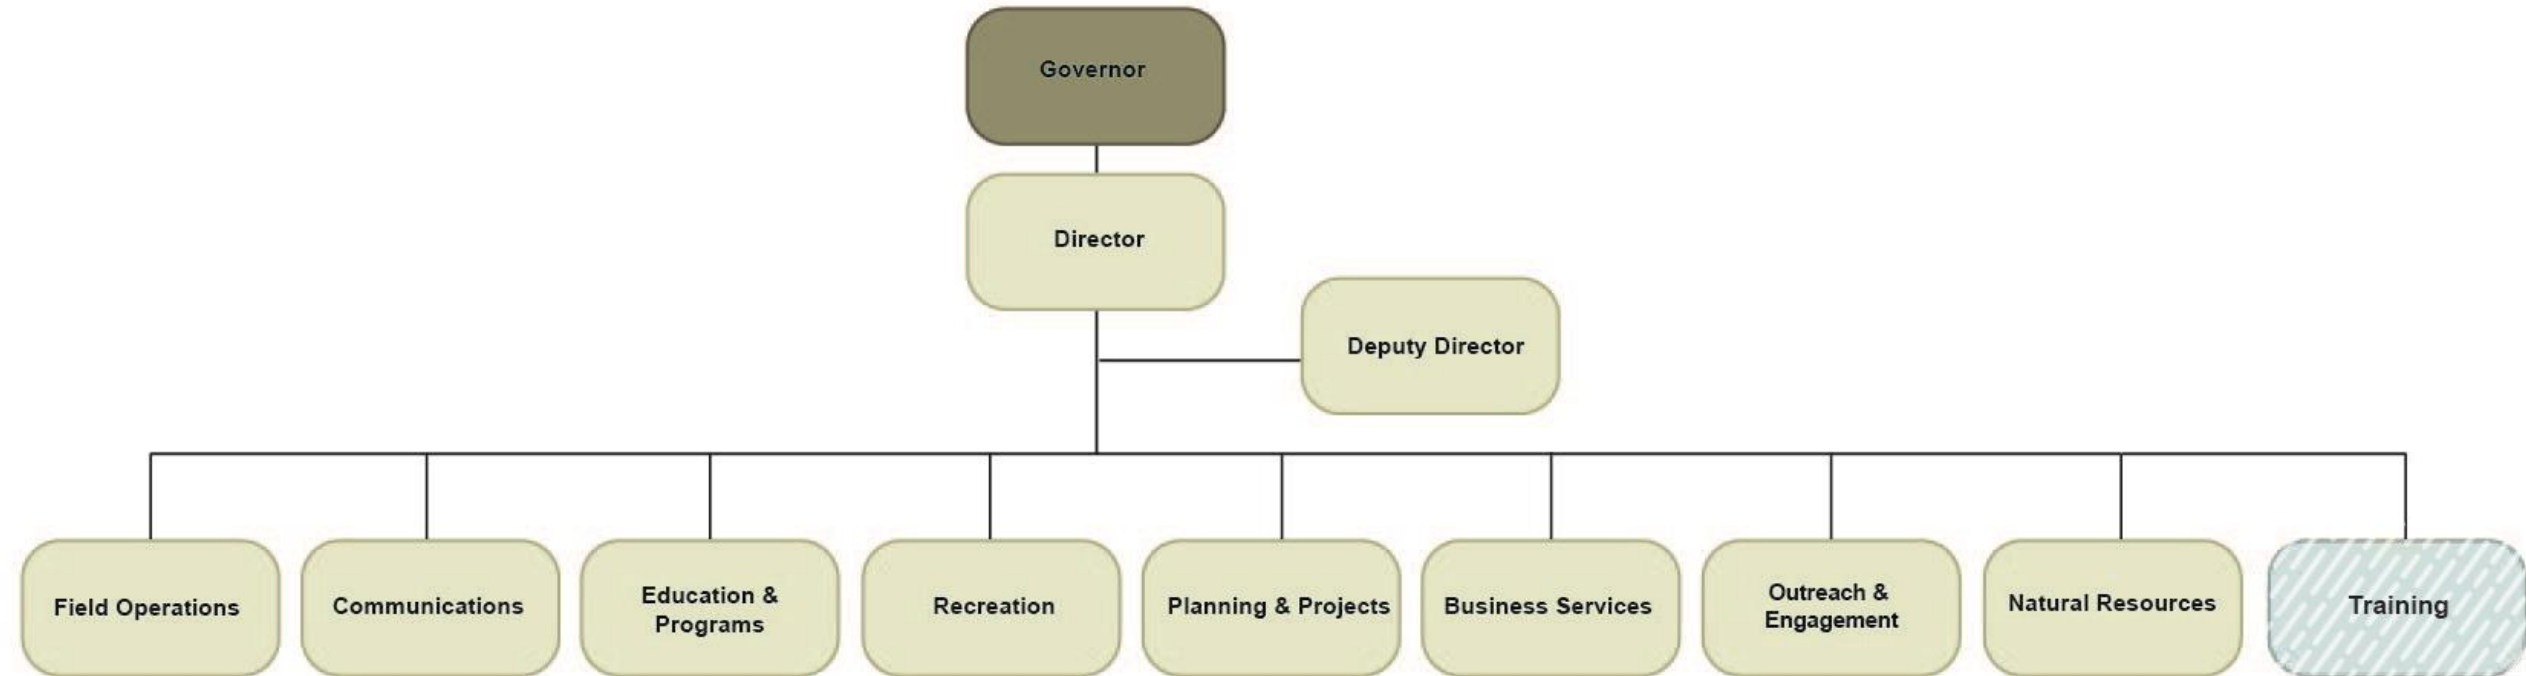 Governor
Director
Deputy Director
Field Operations
Communications
Education &
Programs
Recreation
Planning & Projects
Business Services
Outreach &
Engagement
Natural Resources
Training